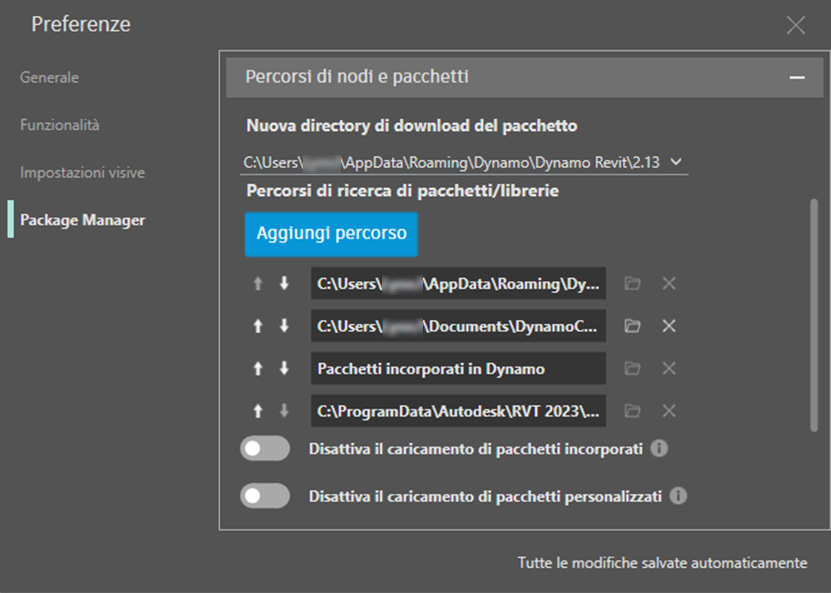 Preferenze
Generale
Funzionalità
Impostazioni visive
Package Manager
Percorsi di nodi e pacchetti
Nuova directory di download del pacchetto
C:\Users\ \AppData\Roaming\Dynamo\Dynamo Revit\2.13
Percorsi di ricerca di pacchetti/librerie
Aggiungi percorso
C:\Users\ \AppData\Roaming\Dy...
C:\Users\ \Documents\DynamoC...
Pacchetti incorporati in Dynamo
C:\ProgramData\Autodesk\RVT 2023\...
Disattiva il caricamento di pacchetti incorporati
Disattiva il caricamento di pacchetti personalizzati
Tutte le modifiche salvate automaticamente